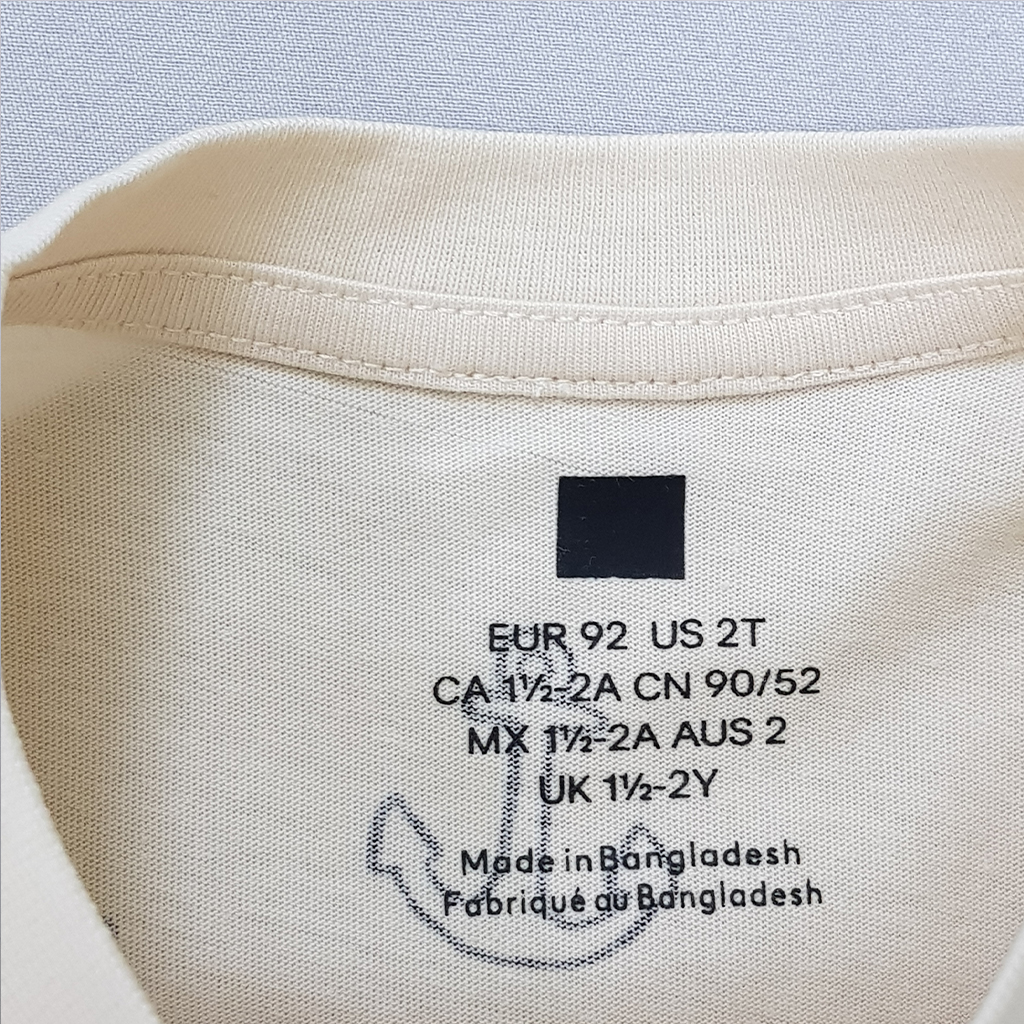 EUR 92 US 2T
CA 1½-2A CN 90/52
MX 1½-2A AUS 2
UK 1½-2Y
Made in Bangladesh
Fabriqué au Bangladesh